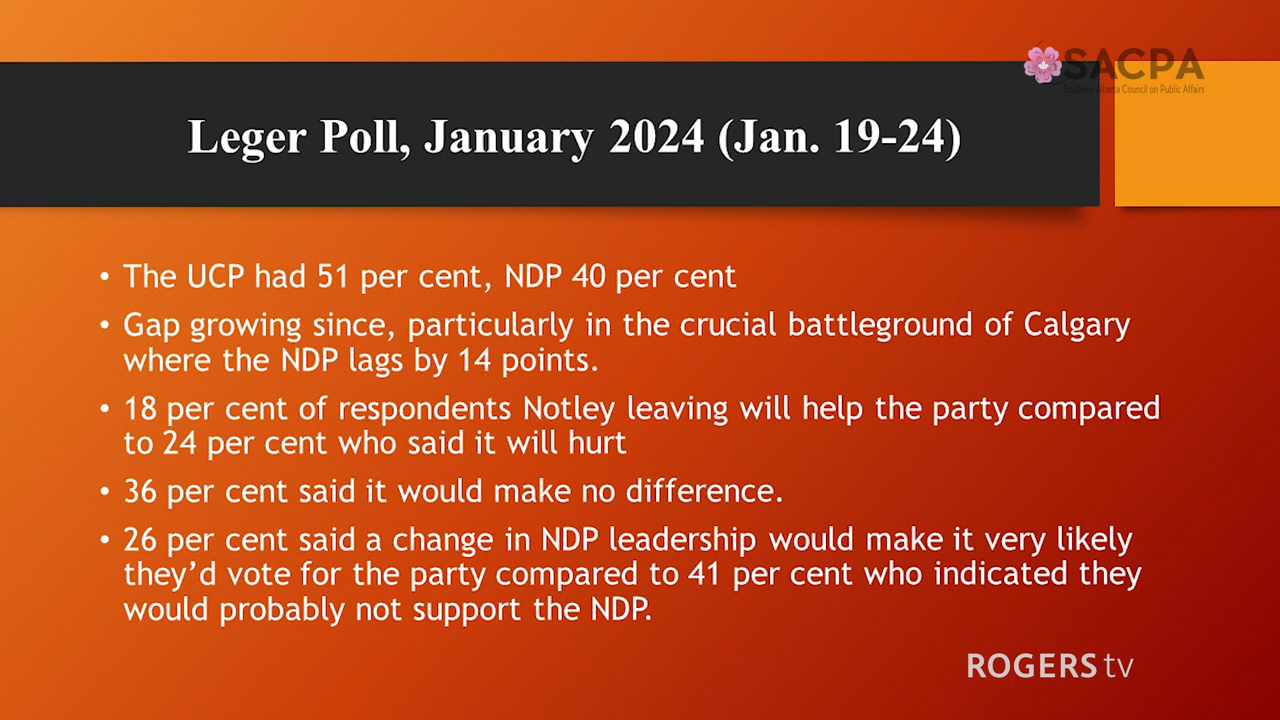 SACPA
Southern Alberta Council on Public Affairs
Leger Poll, January 2024 (Jan. 19-24)
• The UCP had 51 per cent, NDP 40 per cent
• Gap growing since, particularly in the crucial battleground of Calgary
where the NDP lags by 14 points.
• 18 per cent of respondents Notley leaving will help the party compared
to 24 per cent who said it will hurt
• 36 per cent said it would make no difference.
• 26 per cent said a change in NDP leadership would make it very likely
they’d vote for the party compared to 41 per cent who indicated they
would probably not support the NDP.
ROGERS tv